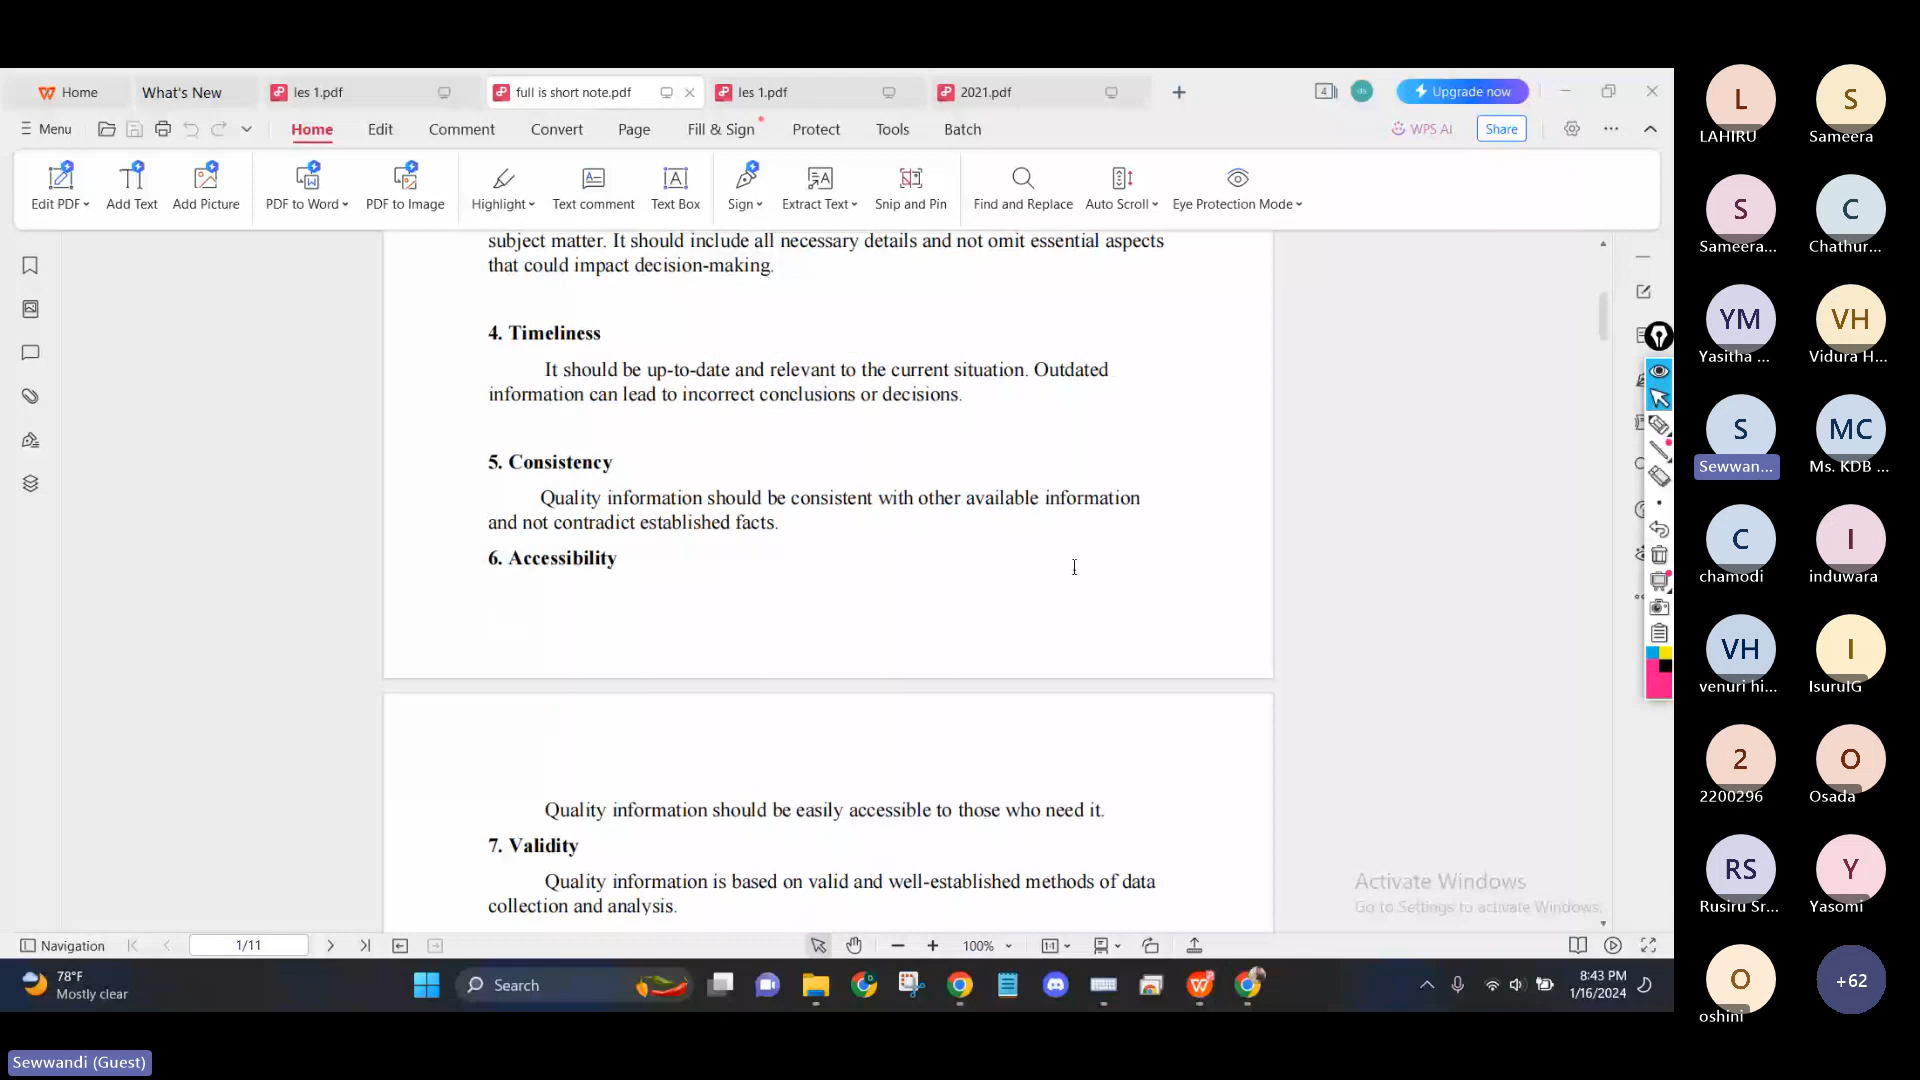 Home
What's New
les 1.pdf
full is short note.pdf
les 1.pdf
2021.pdf
4
Upgrade now
Menu
Home
Edit
Comment
Convert
Page
Fill & Sign
Protect
Tools
Batch
WPS AI
Share
Edit PDF
Add Text
Add Picture
PDF to Word
PDF to Image
Highlight
Text comment
Text Box
Sign
Extract Text
Snip and Pin
Find and Replace
Auto Scroll
Eye Protection Mode
subject matter. It should include all necessary details and not omit essential aspects
that could impact decision-making.
4. Timeliness
It should be up-to-date and relevant to the current situation. Outdated
information can lead to incorrect conclusions or decisions.
5. Consistency
Quality information should be consistent with other available information
and not contradict established facts.
6. Accessibility
Quality information should be easily accessible to those who need it.
7. Validity
Quality information is based on valid and well-established methods of data
collection and analysis.
Activate Windows
Go to Settings to activate Windows.
Navigation
1/11
100%
78°F
Mostly clear
Search
8:43 PM
1/16/2024
Sewwandi (Guest)
L
LAHIRU
S
Sameera
S
Sameera...
C
Chathur...
YM
Yasitha ...
VH
Vidura H...
S
Sewwan...
MC
Ms. KDB ...
C
chamodi
I
induwara
VH
venuri hi...
I
IsuruIG
2
2200296
O
Osada
RS
Rusiru Sr...
Y
Yasomi
O
oshini
+62